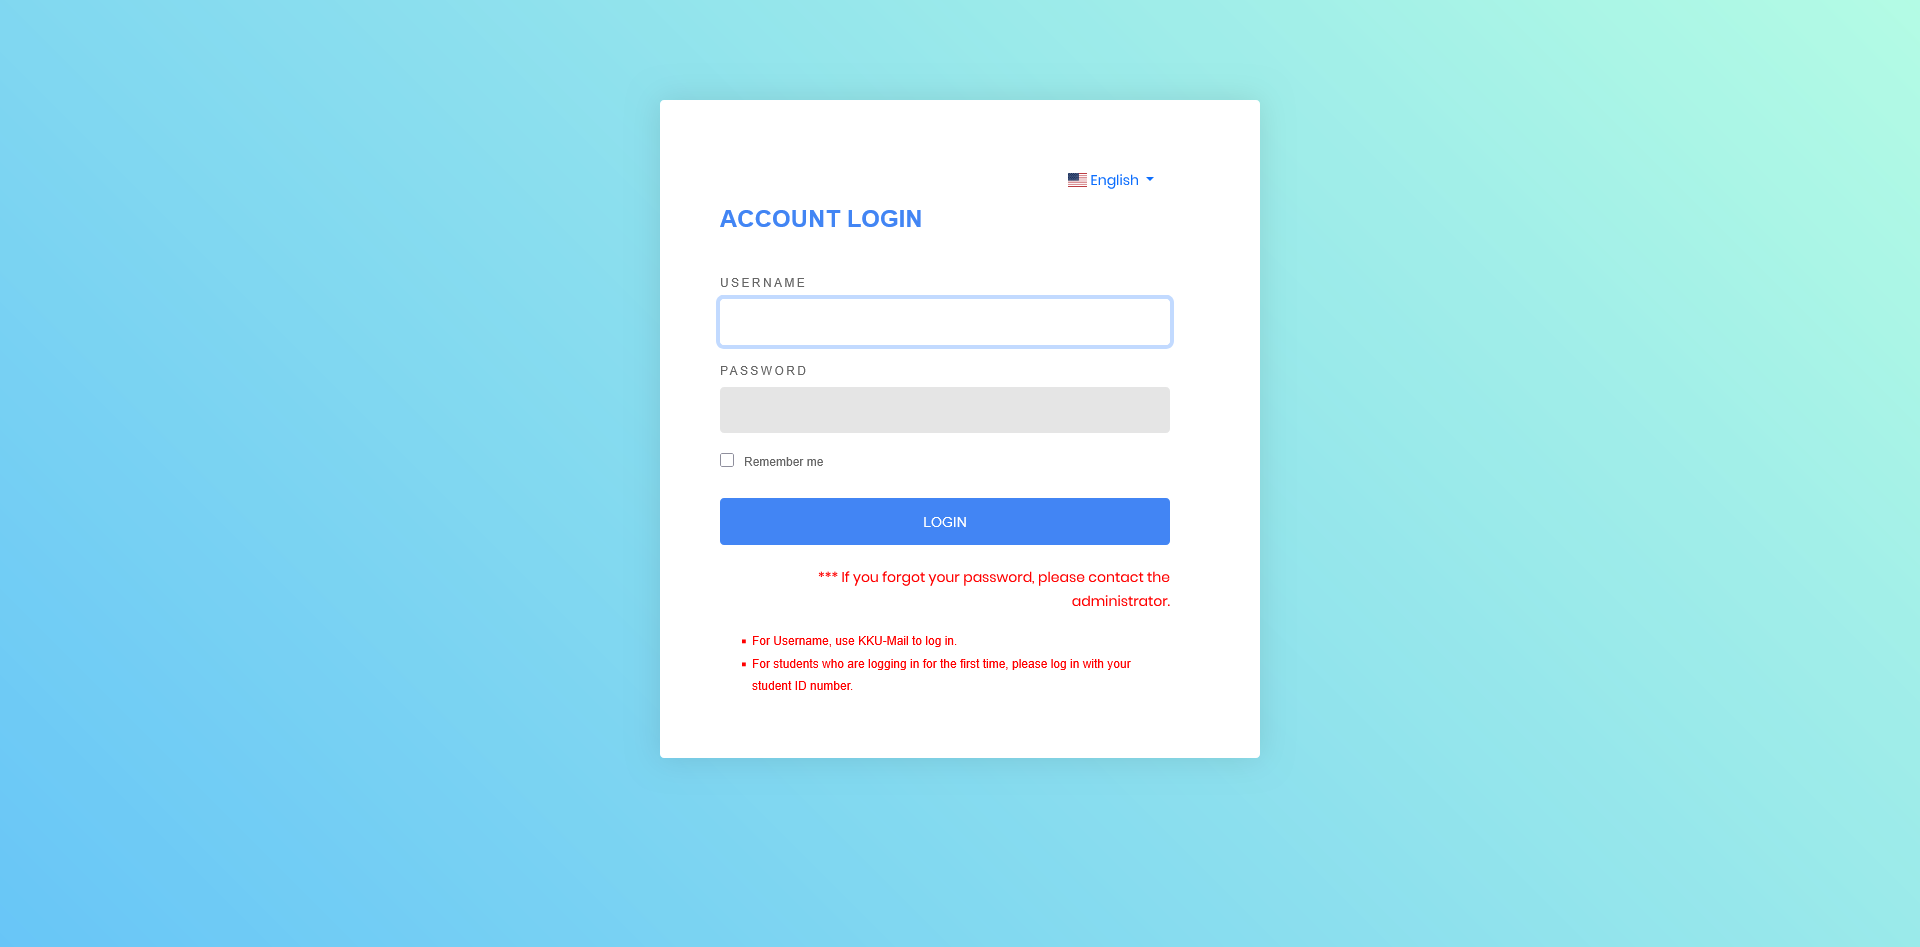 English
ACCOUNT LOGIN
USERNAME
PASSWORD
Remember me
LOGIN
*** If you forgot your password, please contact the
administrator.
▪ For Username, use KKU-Mail to log in.
▪ For students who are logging in for the first time, please log in with your
student ID number.